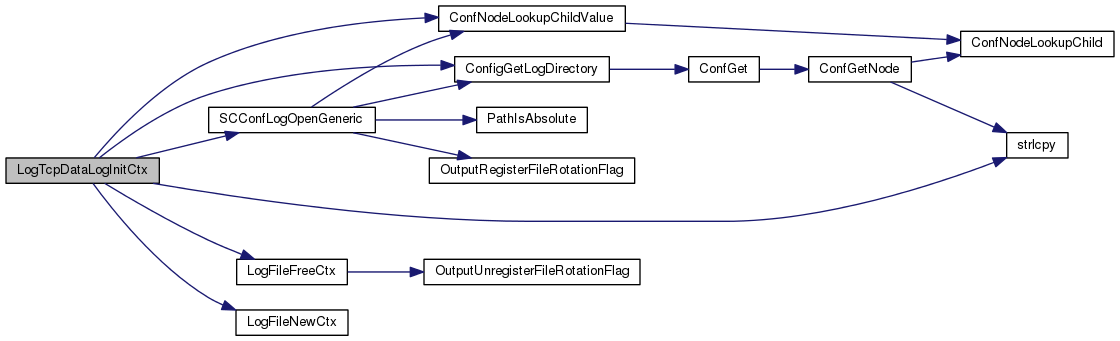 ConfNodeLookupChildValue
ConfNodeLookupChild
ConfigGetLogDirectory
ConfGet
ConfGetNode
SCConfLogOpenGeneric
PathIsAbsolute
strlcpy
LogTcpDataLogInitCtx
OutputRegisterFileRotationFlag
LogFileFreeCtx
OutputUnregisterFileRotationFlag
LogFileNewCtx